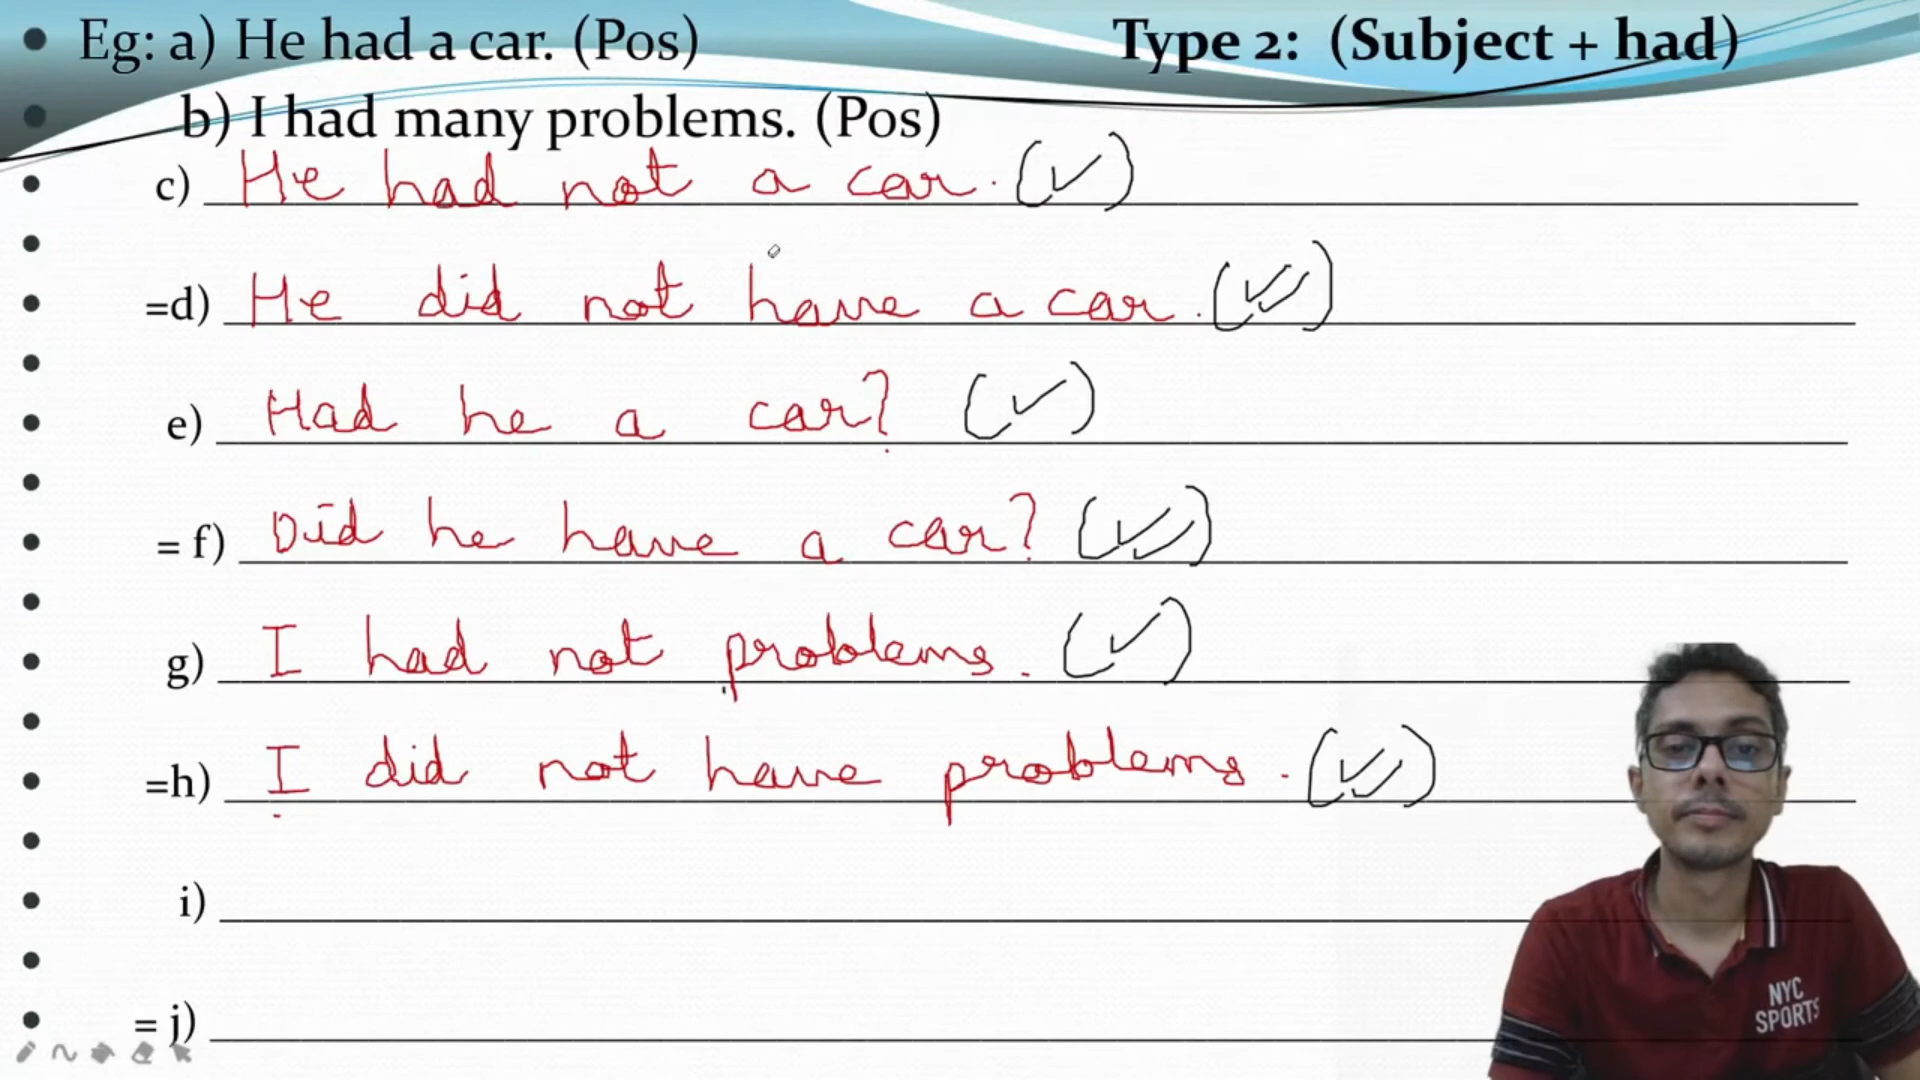 Eg: a) He had a car. (Pos)
Type 2: (Subject + had)
b) I had many problems. (Pos)
c) He had not a car. (✓)
=d) He did not have a car. (✓✓)
e) Had he a car? (✓)
= f) Did he have a car? (✓✓)
g) I had not problems. (✓)
=h) I did not have problems. (✓✓)
i)
= j)
NYC
SPORTS